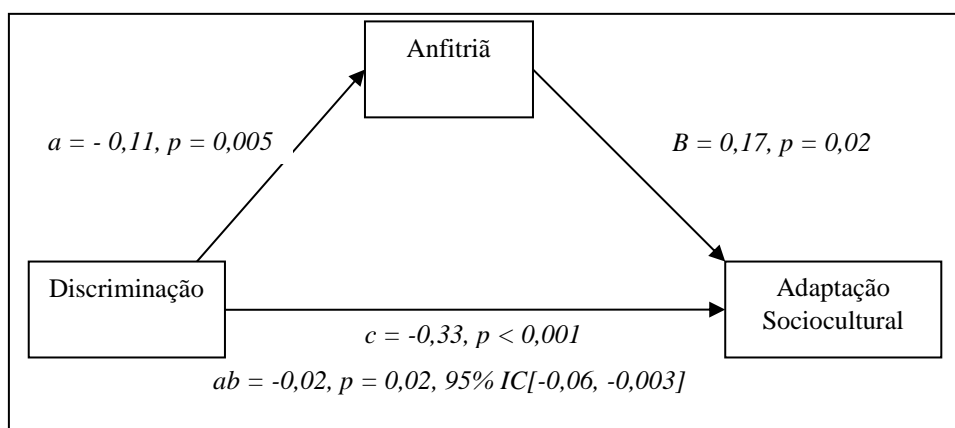 Anfitriã
a = - 0,11, p = 0,005
B = 0,17, p = 0,02
Discriminação
Adaptação
Sociocultural
c = -0,33, p < 0,001
ab = -0,02, p = 0,02, 95% IC[-0,06, -0,003]